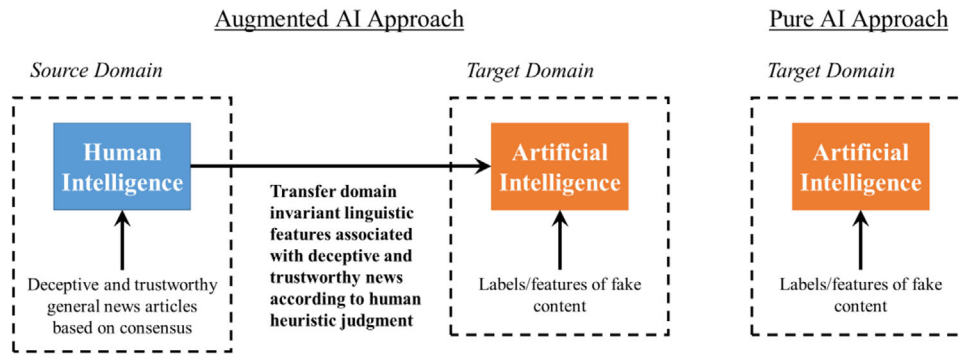 Augmented AI Approach
Pure AI Approach
Source Domain
Target Domain
Target Domain
Human
Intelligence
Artificial
Intelligence
Artificial
Intelligence
Transfer domain
invariant linguistic
features associated
with deceptive and
trustworthy news
according to human
heuristic judgment
Deceptive and trustworthy
general news articles
based on consensus
Labels/features of fake
content
Labels/features of fake
content